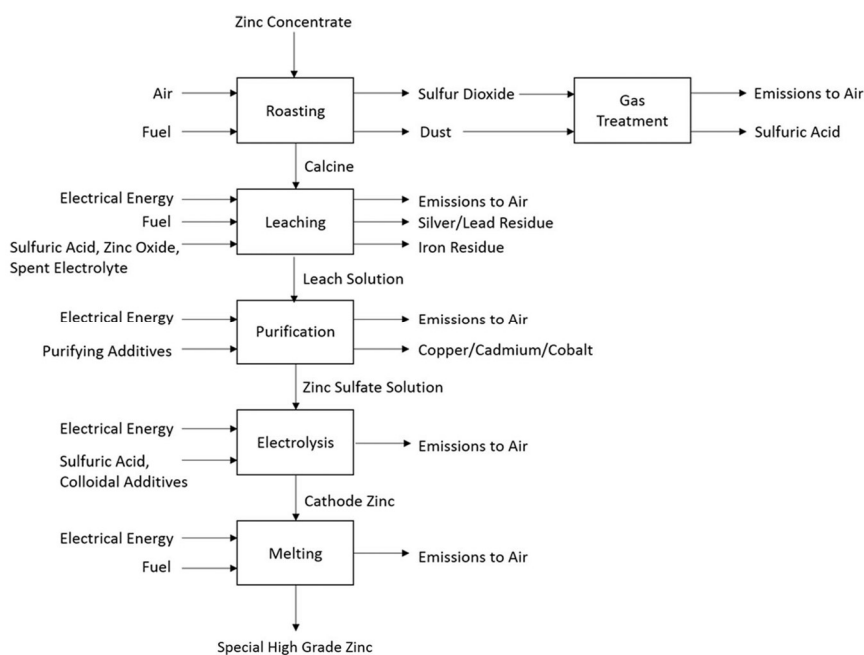 Zinc Concentrate
Air
Roasting
Sulfur Dioxide
Gas
Treatment
Emissions to Air
Fuel
Dust
Sulfuric Acid
Calcine
Electrical Energy
Leaching
Emissions to Air
Fuel
Silver/Lead Residue
Sulfuric Acid, Zinc Oxide,
Spent Electrolyte
Iron Residue
Leach Solution
Electrical Energy
Purification
Emissions to Air
Purifying Additives
Copper/Cadmium/Cobalt
Zinc Sulfate Solution
Electrical Energy
Electrolysis
Emissions to Air
Sulfuric Acid,
Colloidal Additives
Cathode Zinc
Electrical Energy
Melting
Emissions to Air
Fuel
Special High Grade Zinc